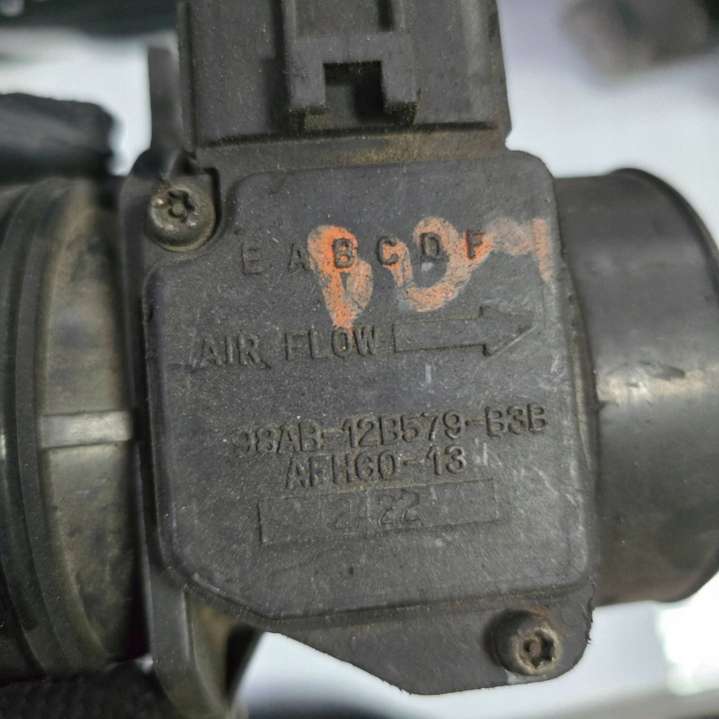 E A B C D F
AIR FLOW
98AB-12B579-B3B
AFH60-13